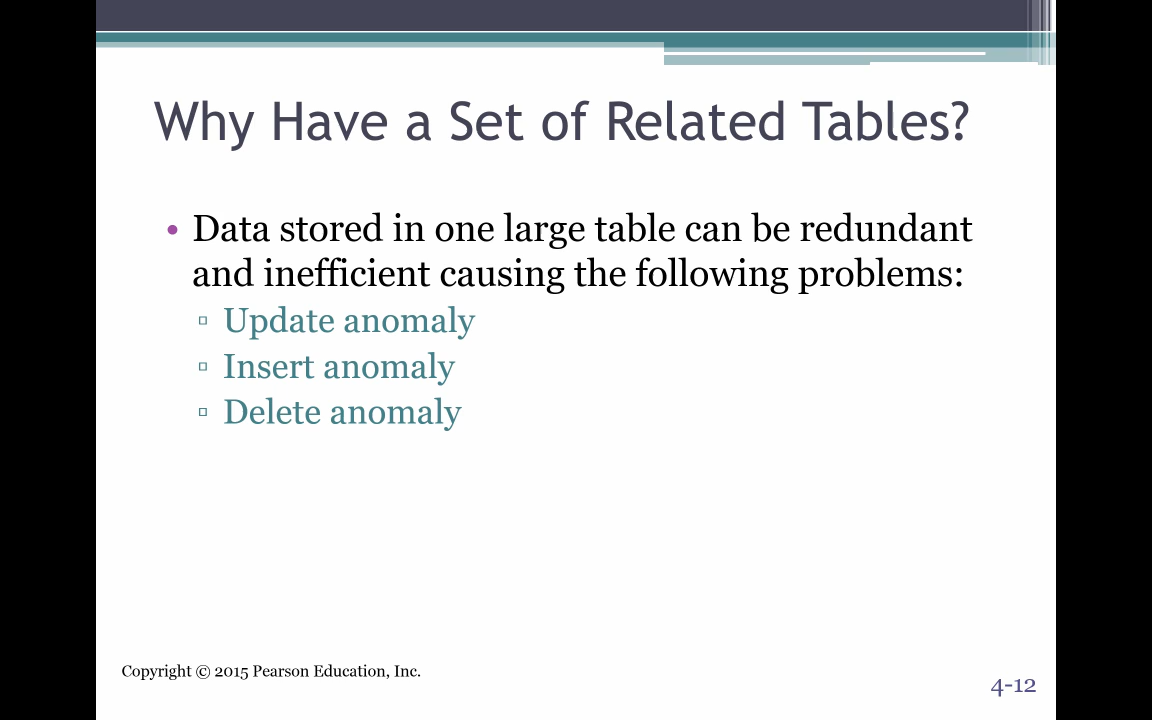 Why Have a Set of Related Tables?
• Data stored in one large table can be redundant
and inefficient causing the following problems:
▫ Update anomaly
▫ Insert anomaly
▫ Delete anomaly
Copyright © 2015 Pearson Education, Inc.
4-12